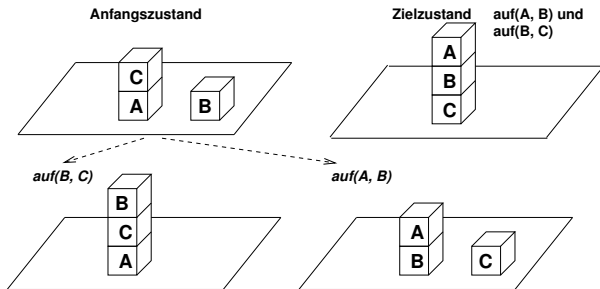 Anfangszustand
Zielzustand auf(A, B) und
auf(B, C)
C
A
B
A
B
C
auf(B, C)
auf(A, B)
B
C
A
A
B
C